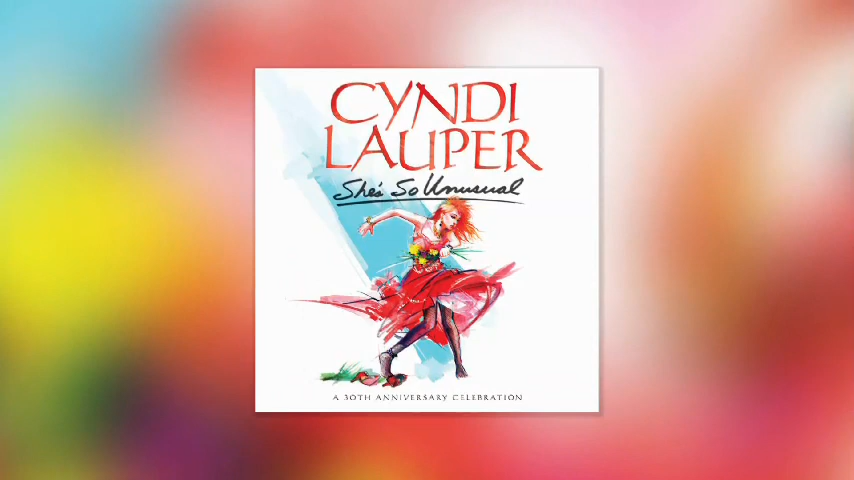 CYNDI
LAUPER
She's So Unusual
A 30TH ANNIVERSARY CELEBRATION